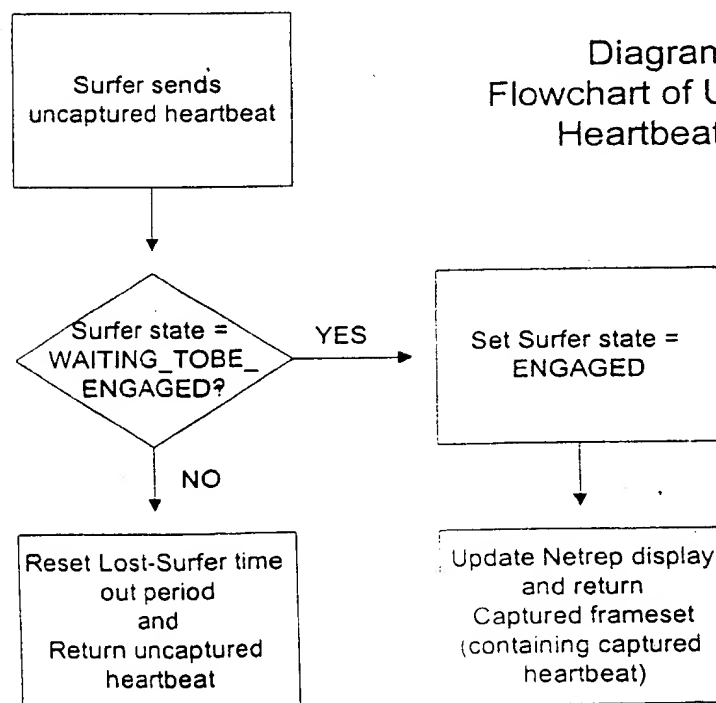 Diagran
Flowchart of U
Heartbeat
Surfer sends
uncaptured heartbeat
Surfer state =
WAITING_TOBE_
ENGAGED?
YES
Set Surfer state =
ENGAGED
NO
Reset Lost-Surfer time
out period
and
Return uncaptured
heartbeat
Update Netrep display
and return
Captured frameset
(containing captured
heartbeat)